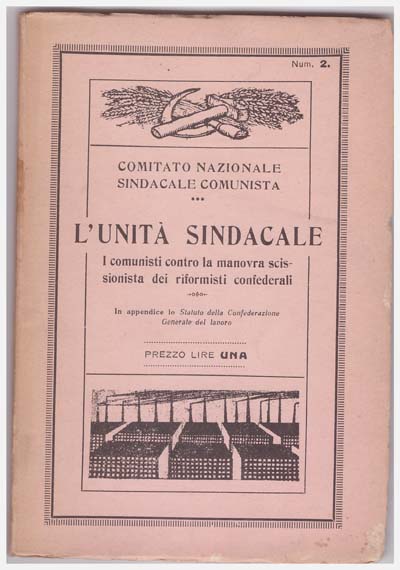 Num. 2.
COMITATO NAZIONALE
SINDACALE COMUNISTA
L'UNITÀ SINDACALE
I comunisti contro la manovra scis-
sionista dei riformisti confederali
In appendice lo Statuto della Confederazione
Generale del lavoro
PREZZO LIRE UNA